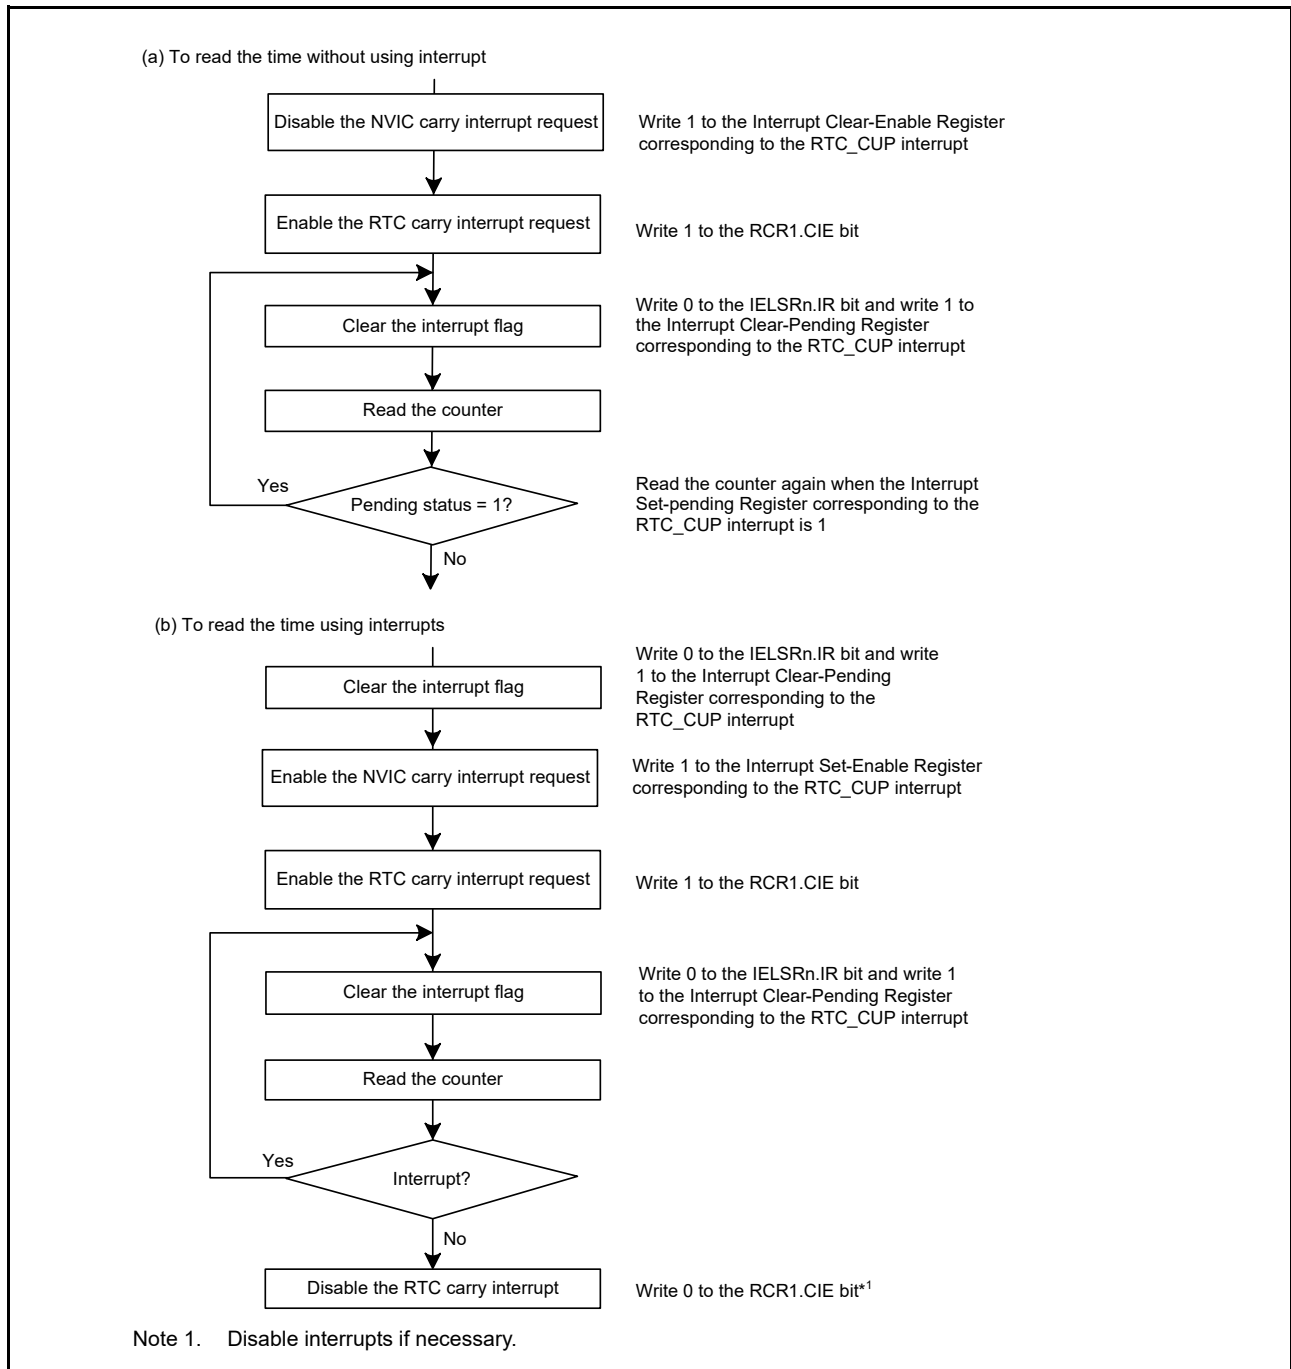 (a) To read the time without using interrupt
Disable the NVIC carry interrupt request
Write 1 to the Interrupt Clear-Enable Register
corresponding to the RTC_CUP interrupt
Enable the RTC carry interrupt request
Write 1 to the RCR1.CIE bit
Clear the interrupt flag
Write 0 to the IELSRn.IR bit and write 1 to
the Interrupt Clear-Pending Register
corresponding to the RTC_CUP interrupt
Read the counter
Yes
Pending status = 1?
Read the counter again when the Interrupt
Set-pending Register corresponding to the
RTC_CUP interrupt is 1
No
(b) To read the time using interrupts
Clear the interrupt flag
Write 0 to the IELSRn.IR bit and write
1 to the Interrupt Clear-Pending
Register corresponding to the
RTC_CUP interrupt
Enable the NVIC carry interrupt request
Write 1 to the Interrupt Set-Enable Register
corresponding to the RTC_CUP interrupt
Enable the RTC carry interrupt request
Write 1 to the RCR1.CIE bit
Clear the interrupt flag
Write 0 to the IELSRn.IR bit and write 1
to the Interrupt Clear-Pending Register
corresponding to the RTC_CUP interrupt
Read the counter
Yes
Interrupt?
No
Disable the RTC carry interrupt
Write 0 to the RCR1.CIE bit*1
Note 1. Disable interrupts if necessary.